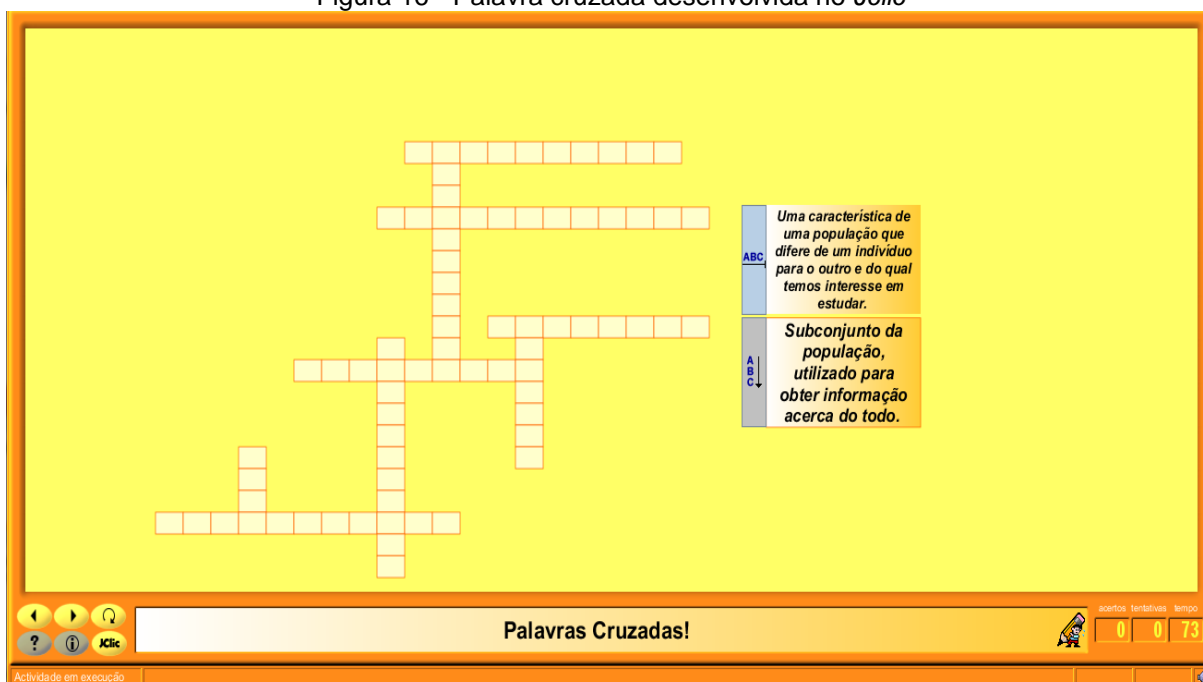 Figura 16 - Palavra cruzada desenvolvida no Jclic
Uma característica de
uma população que
difere de um indivíduo
para o outro e do qual
temos interesse em
estudar.
ABC
Subconjunto da
população,
utilizado para
obter informação
acerca do todo.
A
B
C
Palavras Cruzadas!
acertos tentativas tempo
0 0 73
? i JClic
Actividade em execução